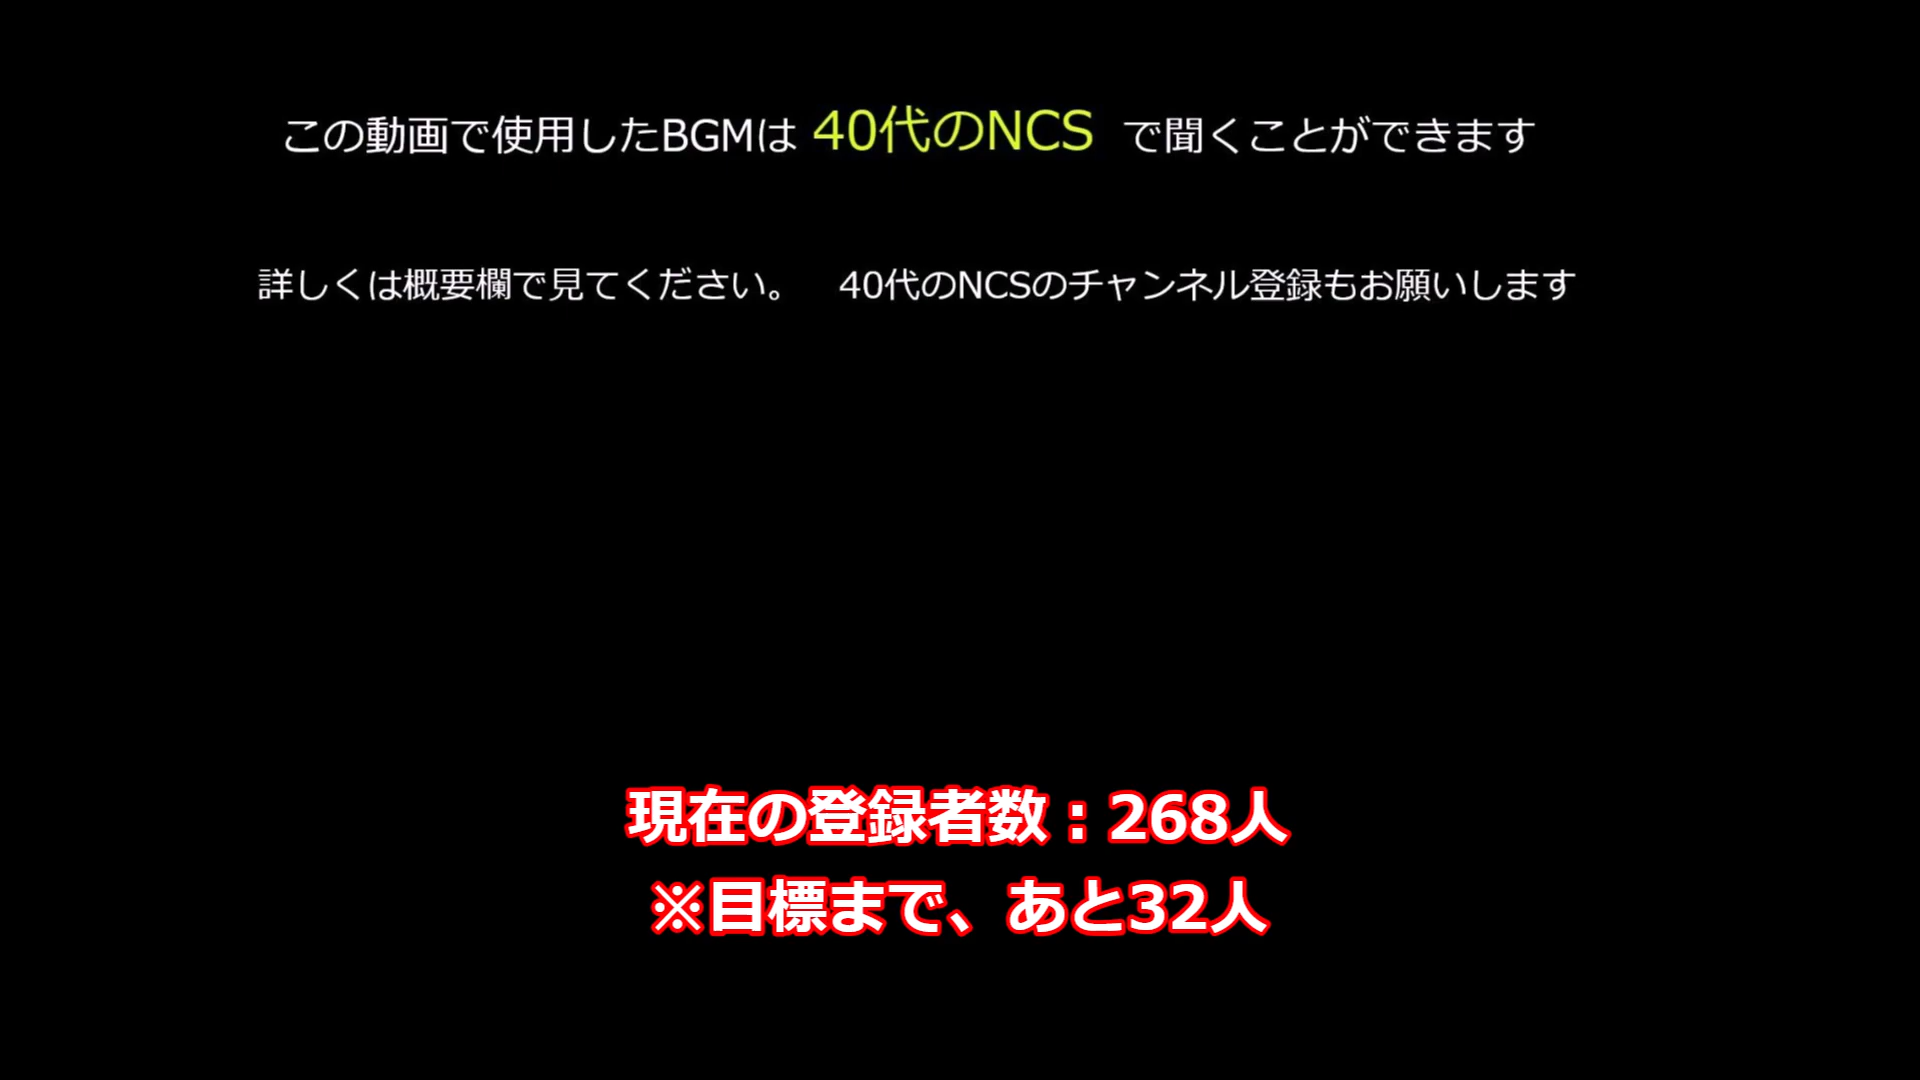 この動画で使用したBGMは 40代のNCS で聞くことができます
詳しくは概要欄で見てください。　40代のNCSのチャンネル登録もお願いします
現在の登録者数：268人
※目標まで、あと32人